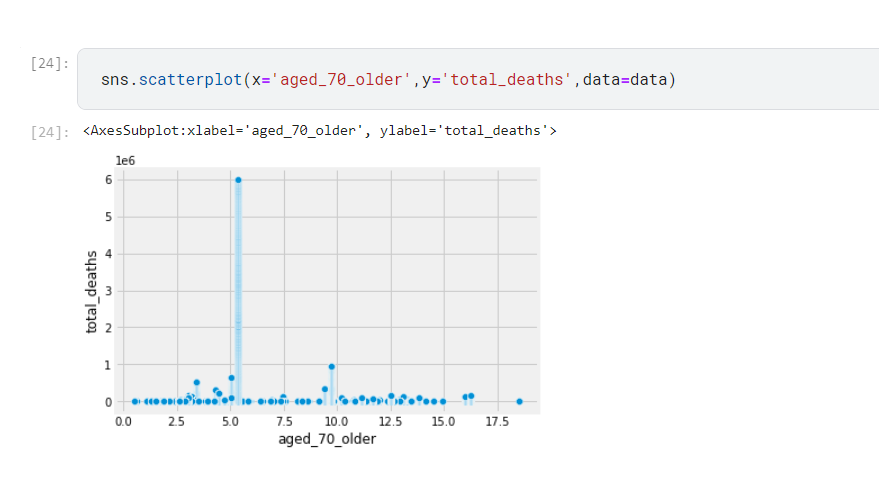 [24]:
sns.scatterplot(x='aged_70_older',y='total_deaths',data=data)
[24]: <AxesSubplot:xlabel='aged_70_older', ylabel='total_deaths'>
1e6
6
5
4
3
2
1
0
total_deaths
0.0 2.5 5.0 7.5 10.0 12.5 15.0 17.5
aged_70_older